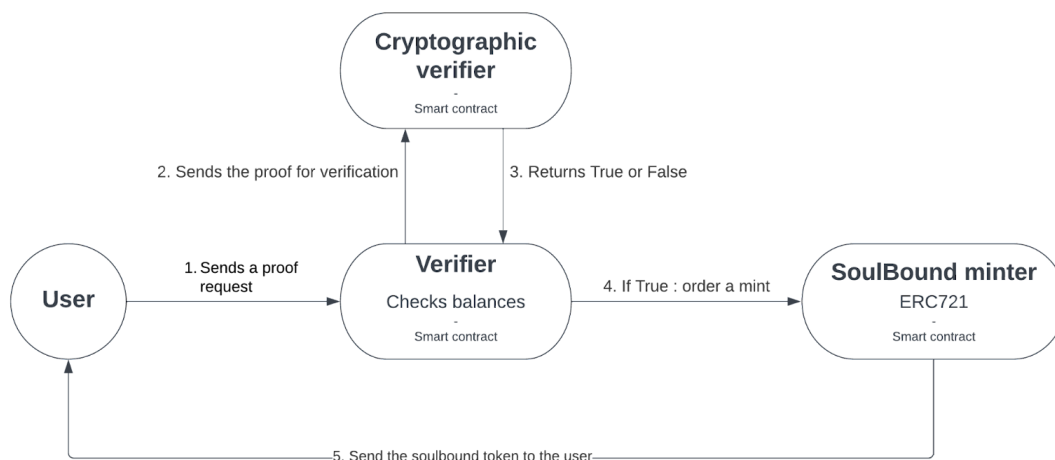 Cryptographic
verifier
-
Smart contract
2. Sends the proof for verification
3. Returns True or False
User
1. Sends a proof
request
Verifier
Checks balances
-
Smart contract
4. If True : order a mint
SoulBound minter
ERC721
-
Smart contract
5. Send the soulbound token to the user